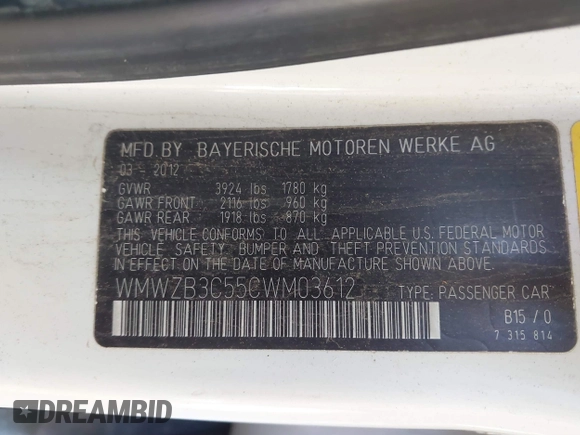 MFD.BY BAYERISCHE MOTOREN WERKE AG
03 - 2012
GVWR 3924 lbs 1780 kg
GAWR FRONT 2116 lbs 960 kg
GAWR REAR 1918 lbs 870 kg
THIS VEHICLE CONFORMS TO ALL APPLICABLE U.S. FEDERAL MOTOR
VEHICLE SAFETY, BUMPER AND THEFT PREVENTION STANDARDS
IN EFFECT ON THE DATE OF MANUFACTURE SHOWN ABOVE.
WMWZB3C55CWM03612 TYPE: PASSENGER CAR
B15 / 0
7 315 814
DREAMBID